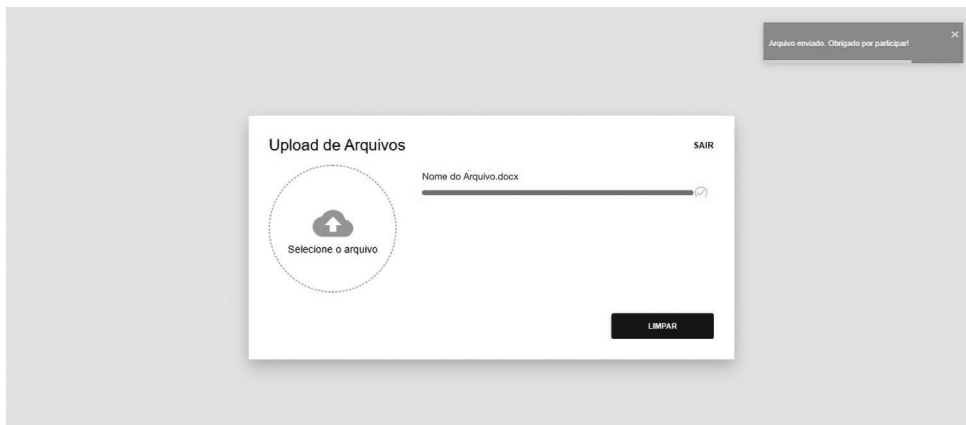 Arquivo enviado. Obrigado por participar!
Upload de Arquivos
SAIR
Nome do Arquivo.docx
Selecione o arquivo
LIMPAR